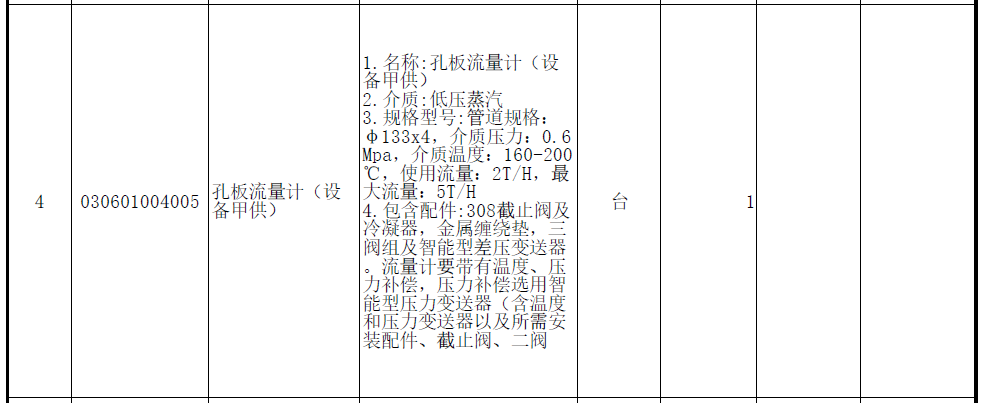 4
030601004005
孔板流量计（设
备甲供）
1.名称:孔板流量计（设
备甲供）
2.介质:低压蒸汽
3.规格型号:管道规格：
φ133x4，介质压力：0.6
Mpa，介质温度：160-200
℃，使用流量：2T/H，最
大流量：5T/H
4.包含配件:308截止阀及
冷凝器，金属缠绕垫，三
阀组及智能型差压变送器
。流量计要带有温度、压
力补偿，压力补偿选用智
能型压力变送器（含温度
和压力变送器以及所需安
装配件、截止阀、二阀
台
1